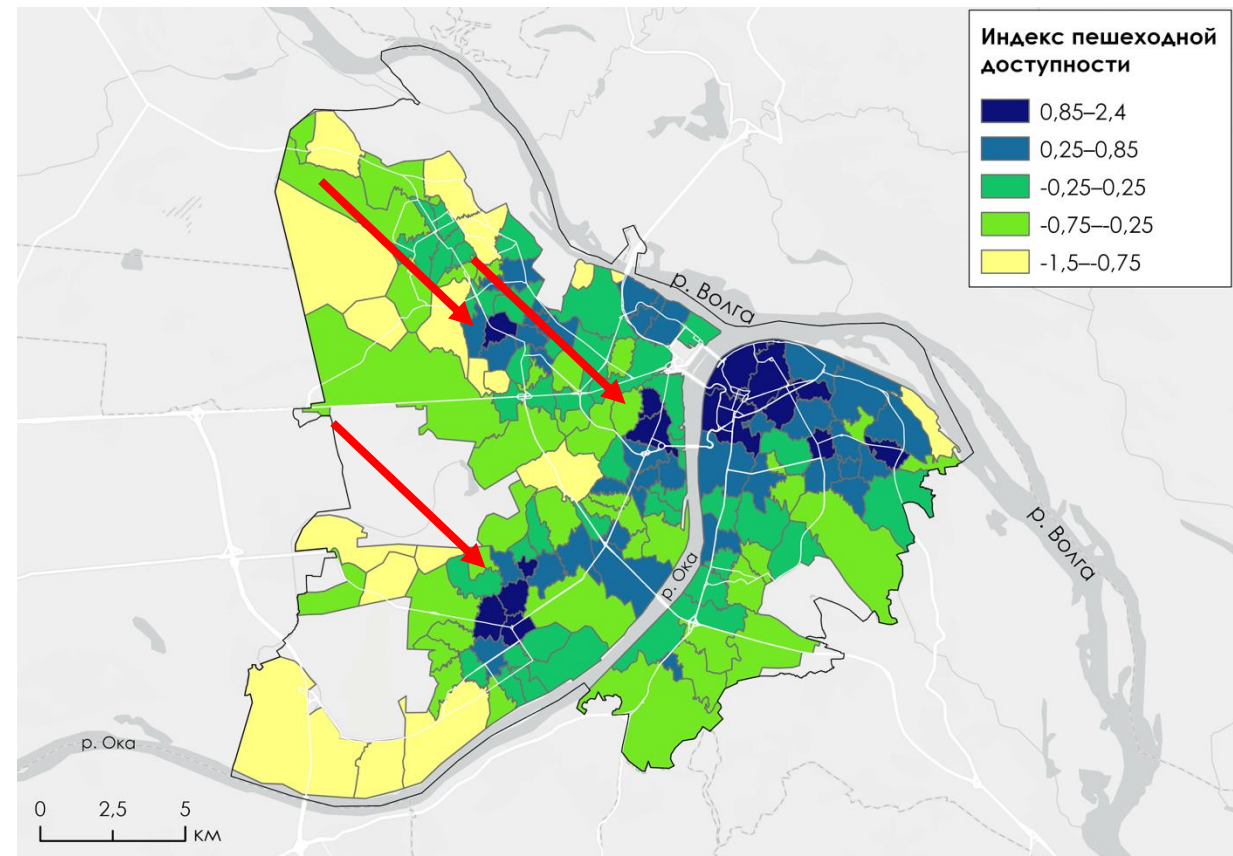 Индекс пешеходной
доступности
0,85–2,4
0,25–0,85
-0,25–0,25
-0,75–-0,25
-1,5–-0,75
р. Волга
р. Волга
р. Ока
р. Ока
0 2,5 5
КМ